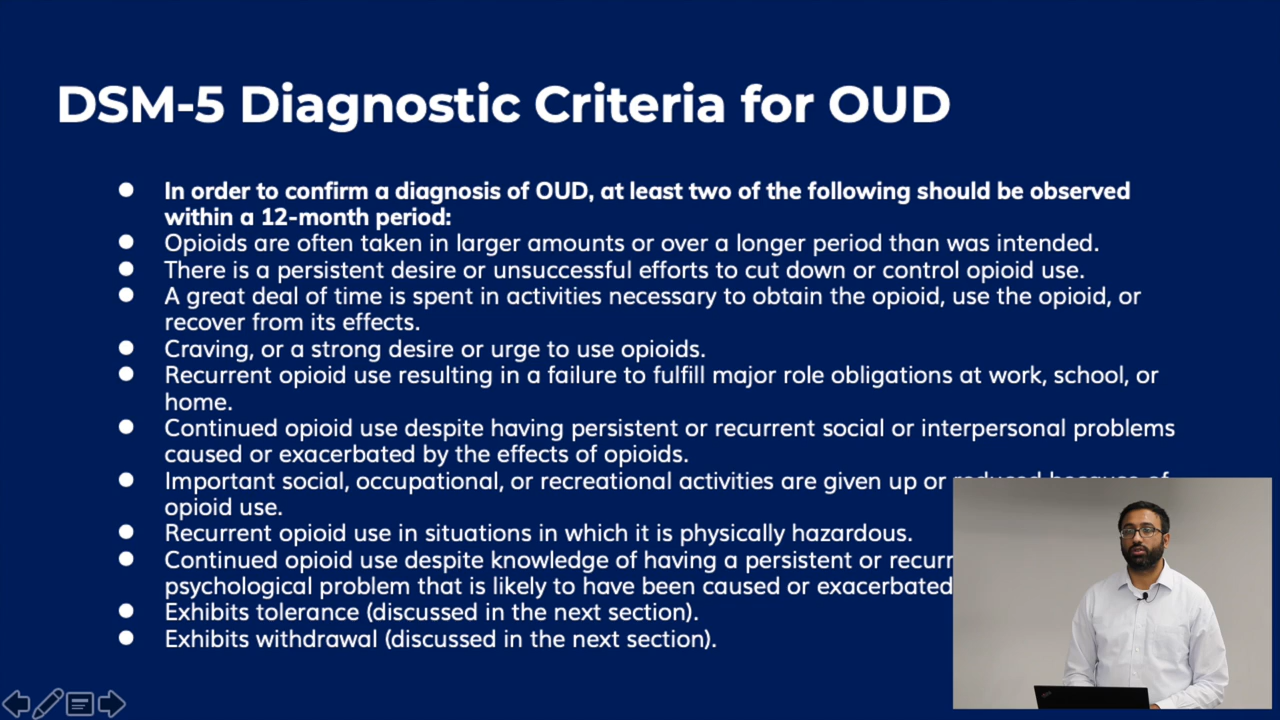 DSM-5 Diagnostic Criteria for OUD
● In order to confirm a diagnosis of OUD, at least two of the following should be observed
within a 12-month period:
● Opioids are often taken in larger amounts or over a longer period than was intended.
● There is a persistent desire or unsuccessful efforts to cut down or control opioid use.
● A great deal of time is spent in activities necessary to obtain the opioid, use the opioid, or
recover from its effects.
● Craving, or a strong desire or urge to use opioids.
● Recurrent opioid use resulting in a failure to fulfill major role obligations at work, school, or
home.
● Continued opioid use despite having persistent or recurrent social or interpersonal problems
caused or exacerbated by the effects of opioids.
● Important social, occupational, or recreational activities are given up or reduced because of
opioid use.
● Recurrent opioid use in situations in which it is physically hazardous.
● Continued opioid use despite knowledge of having a persistent or
psychological problem that is likely to have been caused or exacerbated
● Exhibits tolerance (discussed in the next section).
● Exhibits withdrawal (discussed in the next section).